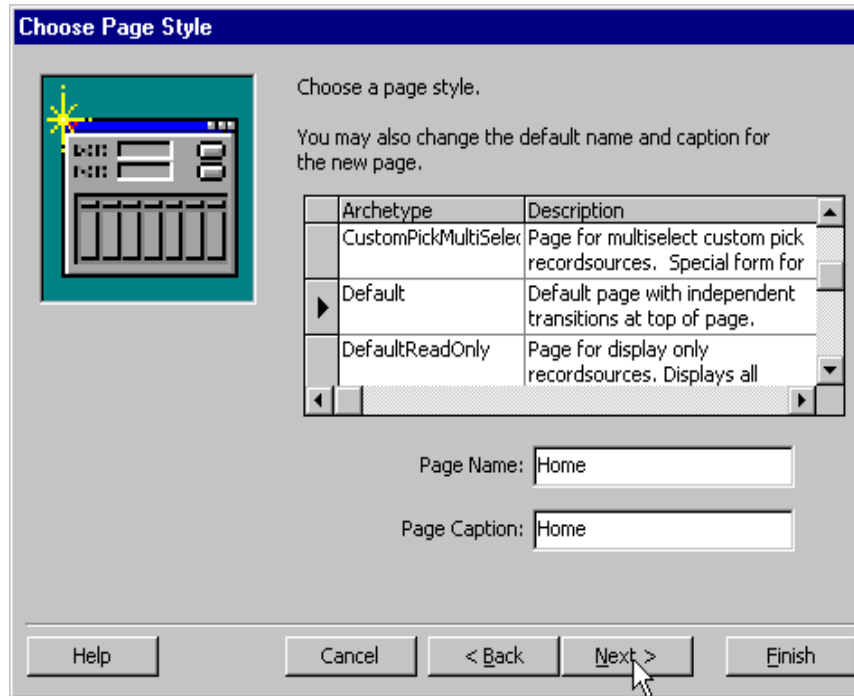 Choose Page Style
Choose a page style.
You may also change the default name and caption for
the new page.
Archetype Description
CustomPickMultiSelec Page for multiselect custom pick
recordsources. Special form for
Default Default page with independent
transitions at top of page.
DefaultReadOnly Page for display only
recordsources. Displays all
Page Name: Home
Page Caption: Home
Help Cancel < Back Next > Finish